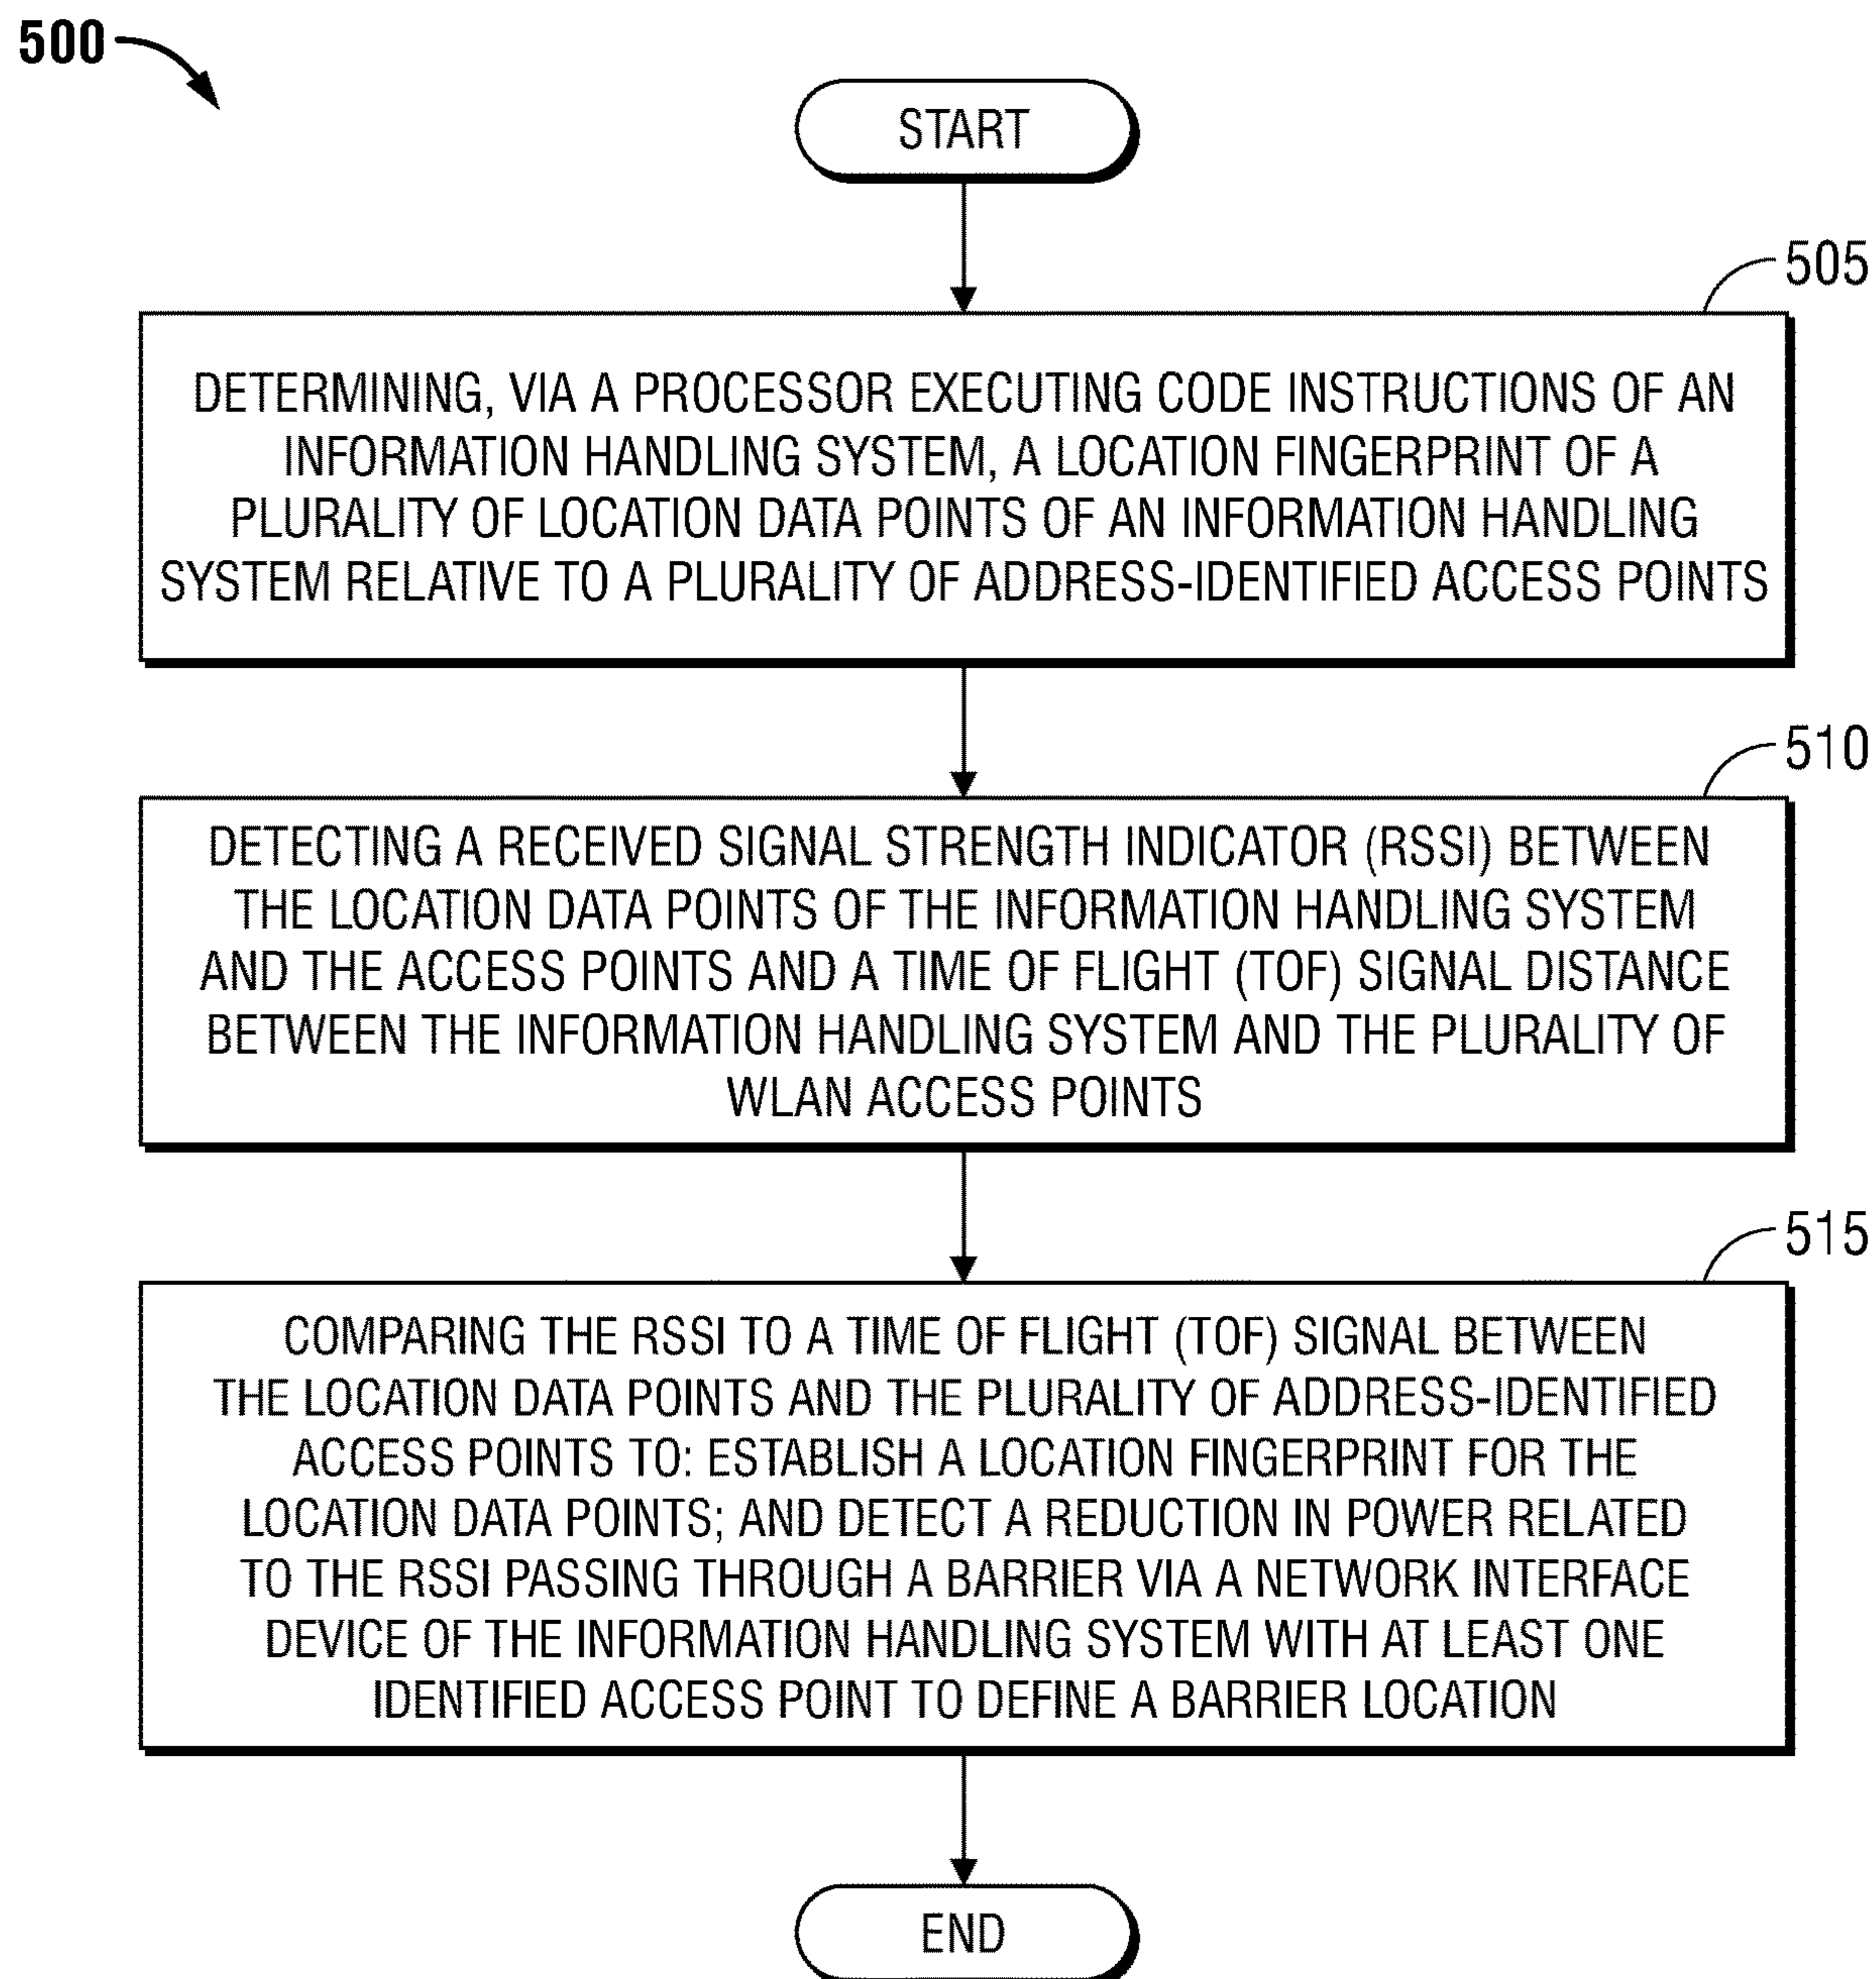 500
START
505
DETERMINING, VIA A PROCESSOR EXECUTING CODE INSTRUCTIONS OF AN
INFORMATION HANDLING SYSTEM, A LOCATION FINGERPRINT OF A
PLURALITY OF LOCATION DATA POINTS OF AN INFORMATION HANDLING
SYSTEM RELATIVE TO A PLURALITY OF ADDRESS-IDENTIFIED ACCESS POINTS
510
DETECTING A RECEIVED SIGNAL STRENGTH INDICATOR (RSSI) BETWEEN
THE LOCATION DATA POINTS OF THE INFORMATION HANDLING SYSTEM
AND THE ACCESS POINTS AND A TIME OF FLIGHT (TOF) SIGNAL DISTANCE
BETWEEN THE INFORMATION HANDLING SYSTEM AND THE PLURALITY OF
WLAN ACCESS POINTS
515
COMPARING THE RSSI TO A TIME OF FLIGHT (TOF) SIGNAL BETWEEN
THE LOCATION DATA POINTS AND THE PLURALITY OF ADDRESS-IDENTIFIED
ACCESS POINTS TO: ESTABLISH A LOCATION FINGERPRINT FOR THE
LOCATION DATA POINTS; AND DETECT A REDUCTION IN POWER RELATED
TO THE RSSI PASSING THROUGH A BARRIER VIA A NETWORK INTERFACE
DEVICE OF THE INFORMATION HANDLING SYSTEM WITH AT LEAST ONE
IDENTIFIED ACCESS POINT TO DEFINE A BARRIER LOCATION
END